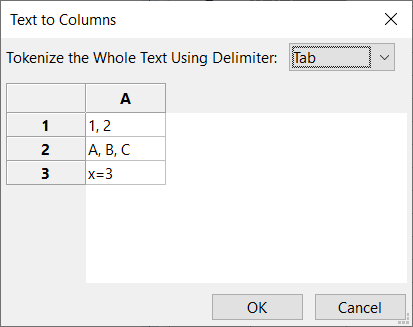 Text to Columns
Tokenize the Whole Text Using Delimiter: Tab
A
1 1, 2
2 A, B, C
3 x=3
OK Cancel